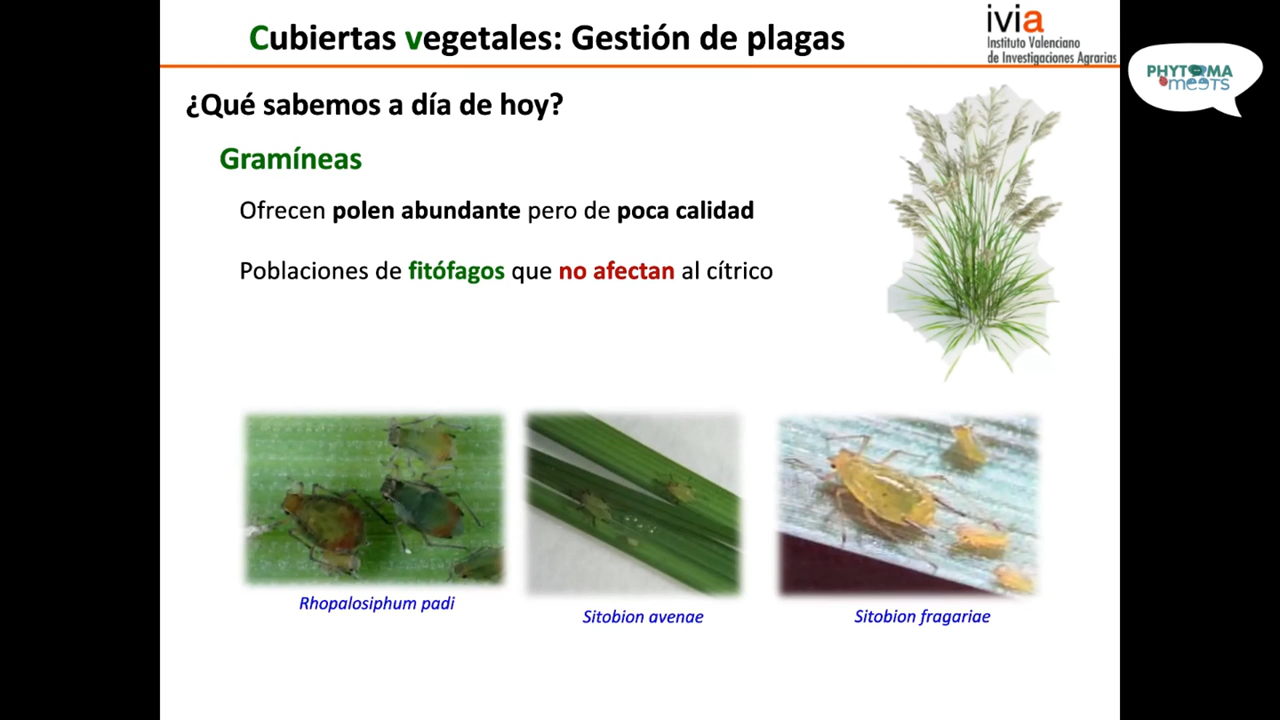 Cubiertas vegetales: Gestión de plagas
ivia
Instituto Valenciano
de Investigaciones Agrarias
PHYTOMA
meets
¿Qué sabemos a día de hoy?
Gramíneas
Ofrecen polen abundante pero de poca calidad
Poblaciones de fitófagos que no afectan al cítrico
Rhopalosiphum padi
Sitobion avenae
Sitobion fragariae